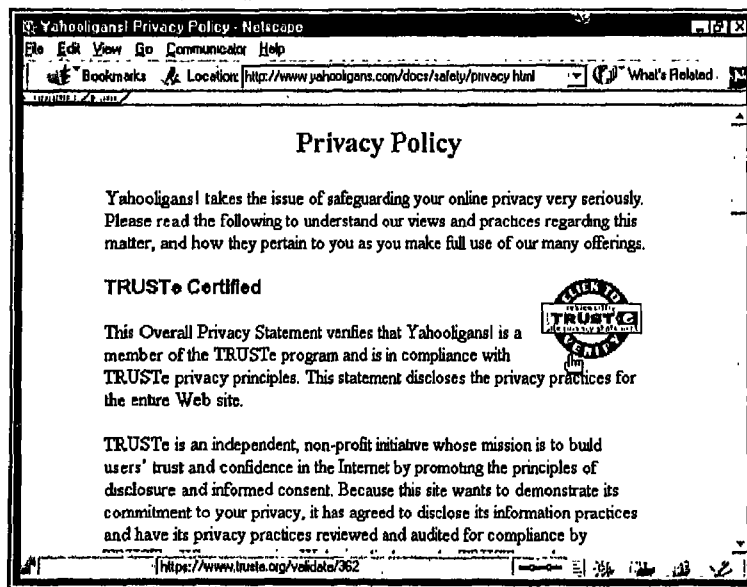 Yahooligans! Privacy Policy - Netscape
File Edit View Go Communicator Help
Bookmarks Location: http://www.yahooligans.com/docs/safety/privacy.html What's Related
Privacy Policy
Yahooligans! takes the issue of safeguarding your online privacy very seriously.
Please read the following to understand our views and practices regarding this
matter, and how they pertain to you as you make full use of our many offerings.
TRUSTe Certified
CLICK TO
TRUSTe
VERIFY
This Overall Privacy Statement verifies that Yahooligans! is a
member of the TRUSTe program and is in compliance with
TRUSTe privacy principles. This statement discloses the privacy practices for
the entire Web site.
TRUSTe is an independent, non-profit initiative whose mission is to build
users' trust and confidence in the Internet by promoting the principles of
disclosure and informed consent. Because this site wants to demonstrate its
commitment to your privacy, it has agreed to disclose its information practices
and have its privacy practices reviewed and audited for compliance by
https://www.truste.org/validate/362